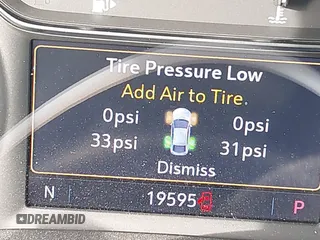 Tire Pressure Low
Add Air to Tire.
0psi 0psi
33psi 31psi
Dismiss
N 19595 P
DREAMBID